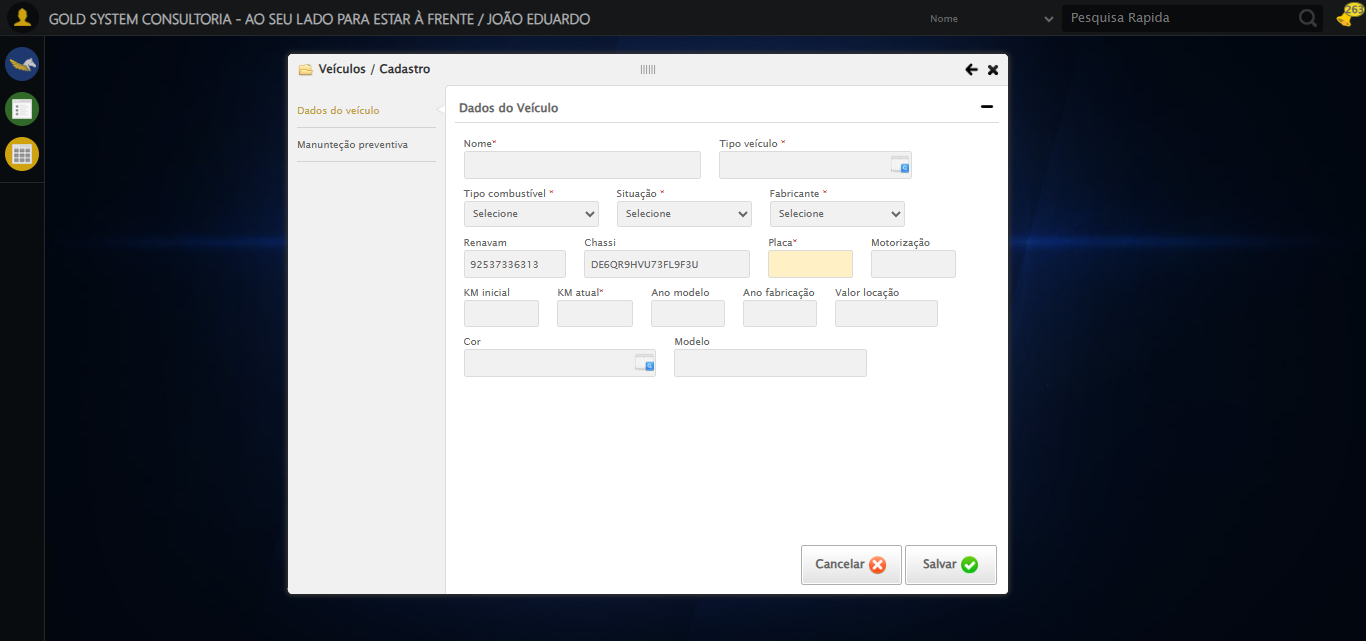 GOLD SYSTEM CONSULTORIA - AO SEU LADO PARA ESTAR À FRENTE / JOÃO EDUARDO
Nome
Pesquisa Rapida
263
Veículos / Cadastro
Dados do veículo
Manunteção preventiva
Dados do Veículo
Nome*
Tipo veículo *
Tipo combustível * Situação * Fabricante *
Selecione Selecione Selecione
Renavam Chassi Placa* Motorização
92537336313 DE6QR9HVU73FL9F3U
KM inicial KM atual* Ano modelo Ano fabricação Valor locação
Cor Modelo
Cancelar Salvar